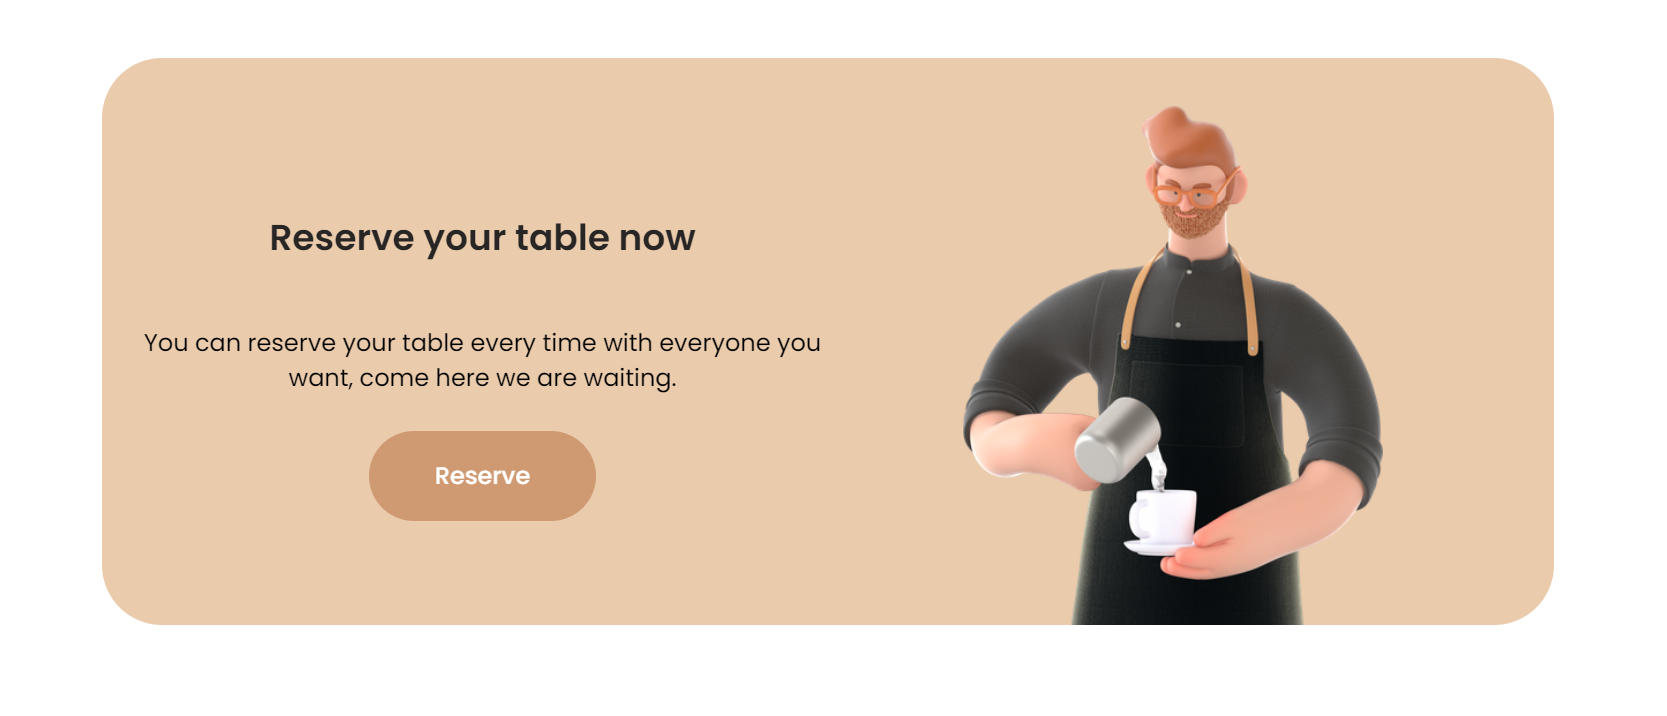 Reserve your table now
You can reserve your table every time with everyone you
want, come here we are waiting.
Reserve